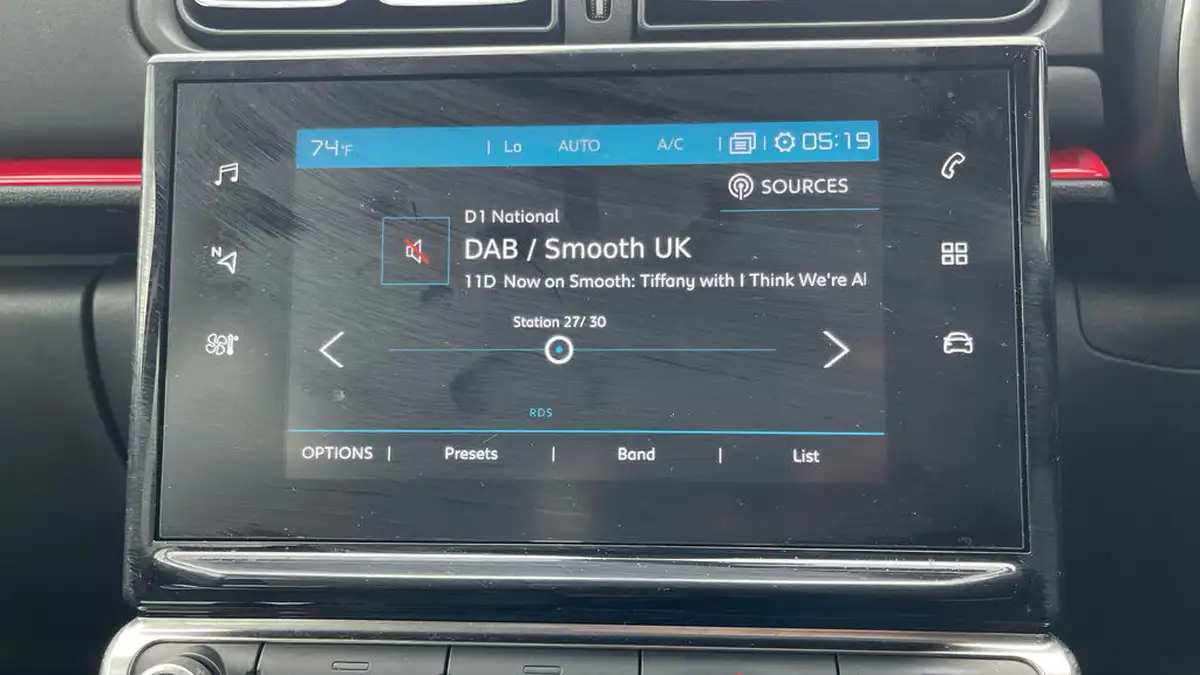 74°F | Lo AUTO A/C | | 05:19
SOURCES
D1 National
DAB / Smooth UK
11D Now on Smooth: Tiffany with I Think We're Al
Station 27/ 30
N
RDS
OPTIONS | Presets | Band | List